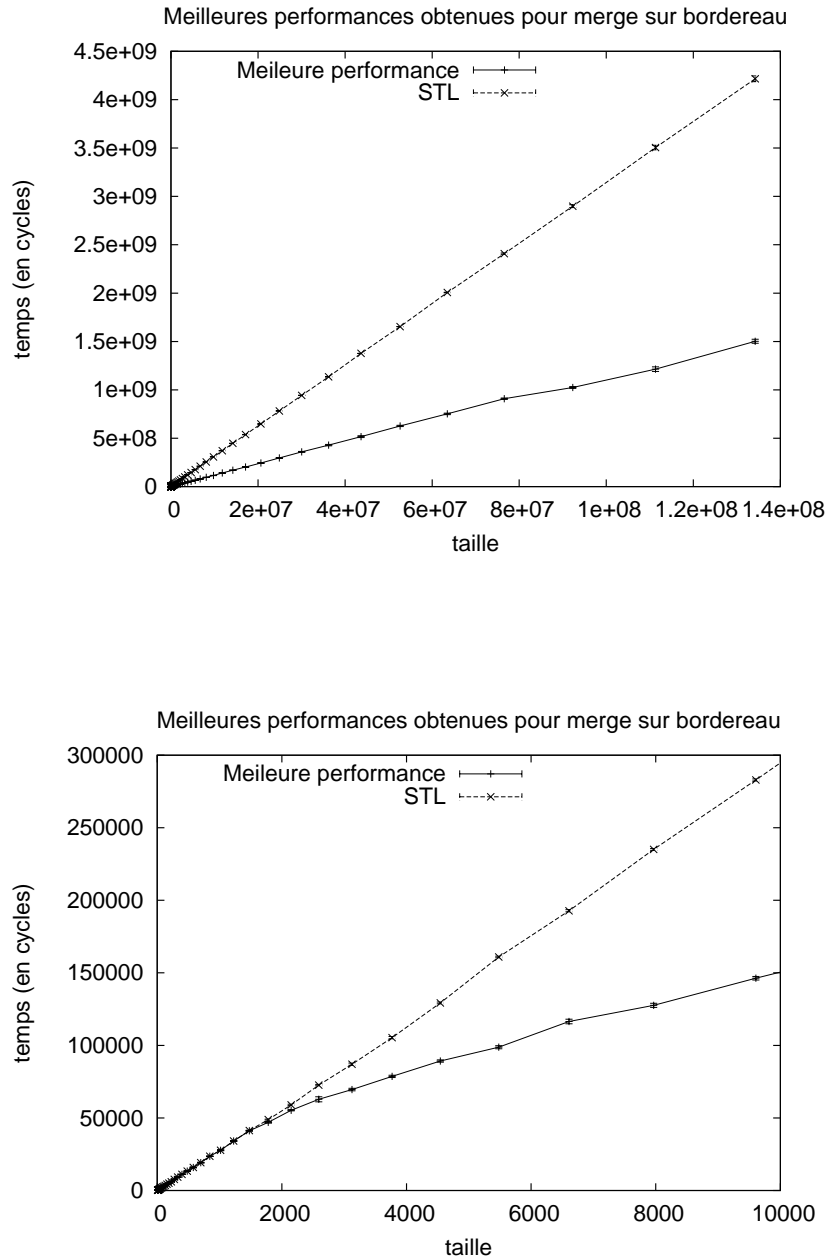 Meilleures performances obtenues pour merge sur bordereau
4.5e+09
4e+09
3.5e+09
3e+09
2.5e+09
2e+09
1.5e+09
1e+09
5e+08
0
temps (en cycles)
Meileure performance
STL
0 2e+07 4e+07 6e+07 8e+07 1e+08 1.2e+08 1.4e+08
taille
Meilleures performances obtenues pour merge sur bordereau
300000
250000
200000
150000
100000
50000
0
temps (en cycles)
Meileure performance
STL
0 2000 4000 6000 8000 10000
taille